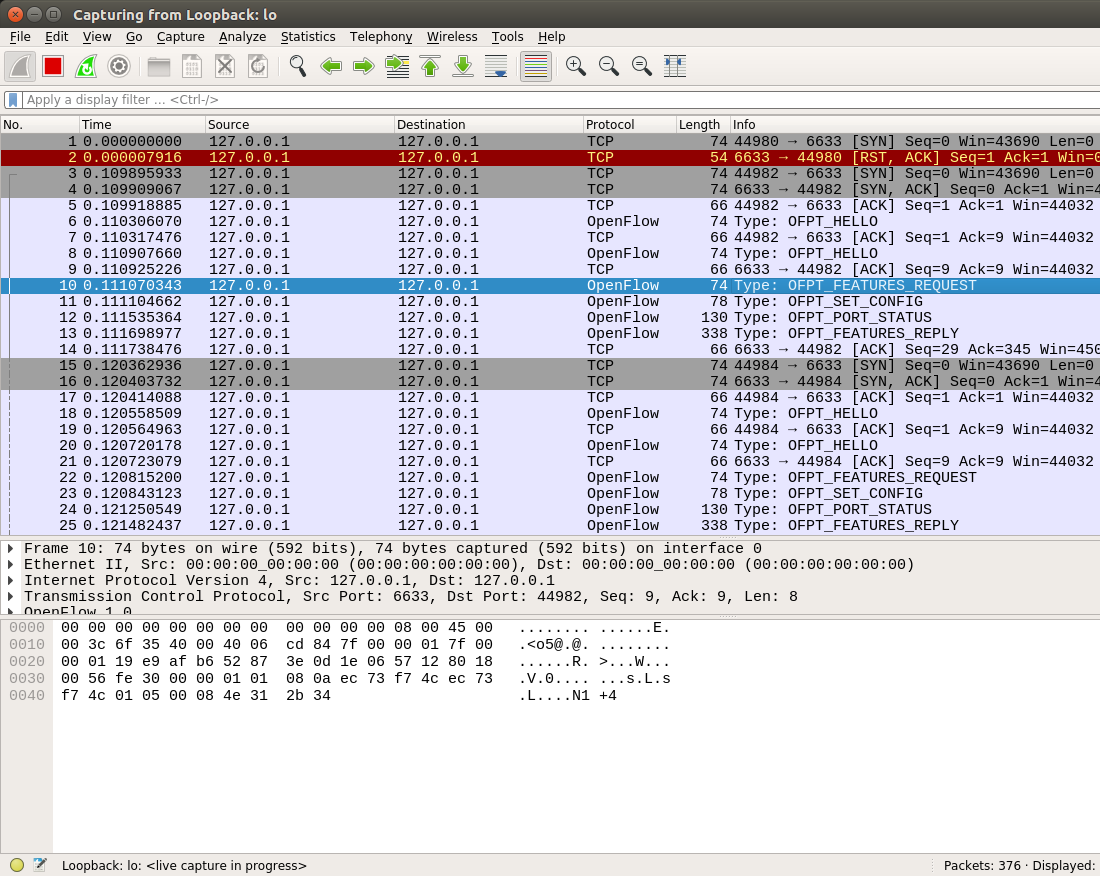 Capturing from Loopback: lo
File Edit View Go Capture Analyze Statistics Telephony Wireless Tools Help
Apply a display filter ... <Ctrl-/>
No. Time Source Destination Protocol Length Info
1 0.000000000 127.0.0.1 127.0.0.1 TCP 74 44980 → 6633 [SYN] Seq=0 Win=43690 Len=0
2 0.000007916 127.0.0.1 127.0.0.1 TCP 54 6633 → 44980 [RST, ACK] Seq=1 Ack=1 Win=0
3 0.109895933 127.0.0.1 127.0.0.1 TCP 74 44982 → 6633 [SYN] Seq=0 Win=43690 Len=0
4 0.109909067 127.0.0.1 127.0.0.1 TCP 74 6633 → 44982 [SYN, ACK] Seq=0 Ack=1 Win=4
5 0.109918885 127.0.0.1 127.0.0.1 TCP 66 44982 → 6633 [ACK] Seq=1 Ack=1 Win=44032
6 0.110306070 127.0.0.1 127.0.0.1 OpenFlow 74 Type: OFPT_HELLO
7 0.110317476 127.0.0.1 127.0.0.1 TCP 66 44982 → 6633 [ACK] Seq=1 Ack=9 Win=44032
8 0.110907660 127.0.0.1 127.0.0.1 OpenFlow 74 Type: OFPT_HELLO
9 0.110925226 127.0.0.1 127.0.0.1 TCP 66 6633 → 44982 [ACK] Seq=9 Ack=9 Win=44032
10 0.111070343 127.0.0.1 127.0.0.1 OpenFlow 74 Type: OFPT_FEATURES_REQUEST
11 0.111104662 127.0.0.1 127.0.0.1 OpenFlow 78 Type: OFPT_SET_CONFIG
12 0.111535364 127.0.0.1 127.0.0.1 OpenFlow 130 Type: OFPT_PORT_STATUS
13 0.111698977 127.0.0.1 127.0.0.1 OpenFlow 338 Type: OFPT_FEATURES_REPLY
14 0.111738476 127.0.0.1 127.0.0.1 TCP 66 6633 → 44982 [ACK] Seq=29 Ack=345 Win=450
15 0.120362936 127.0.0.1 127.0.0.1 TCP 74 44984 → 6633 [SYN] Seq=0 Win=43690 Len=0
16 0.120403732 127.0.0.1 127.0.0.1 TCP 74 6633 → 44984 [SYN, ACK] Seq=0 Ack=1 Win=4
17 0.120414088 127.0.0.1 127.0.0.1 TCP 66 44984 → 6633 [ACK] Seq=1 Ack=1 Win=44032
18 0.120558509 127.0.0.1 127.0.0.1 OpenFlow 74 Type: OFPT_HELLO
19 0.120564963 127.0.0.1 127.0.0.1 TCP 66 44984 → 6633 [ACK] Seq=1 Ack=9 Win=44032
20 0.120720178 127.0.0.1 127.0.0.1 OpenFlow 74 Type: OFPT_HELLO
21 0.120723079 127.0.0.1 127.0.0.1 TCP 66 6633 → 44984 [ACK] Seq=9 Ack=9 Win=44032
22 0.120815200 127.0.0.1 127.0.0.1 OpenFlow 74 Type: OFPT_FEATURES_REQUEST
23 0.120843123 127.0.0.1 127.0.0.1 OpenFlow 78 Type: OFPT_SET_CONFIG
24 0.121250549 127.0.0.1 127.0.0.1 OpenFlow 130 Type: OFPT_PORT_STATUS
25 0.121482437 127.0.0.1 127.0.0.1 OpenFlow 338 Type: OFPT_FEATURES_REPLY
Frame 10: 74 bytes on wire (592 bits), 74 bytes captured (592 bits) on interface 0
Ethernet II, Src: 00:00:00_00:00:00 (00:00:00:00:00:00), Dst: 00:00:00_00:00:00 (00:00:00:00:00:00)
Internet Protocol Version 4, Src: 127.0.0.1, Dst: 127.0.0.1
Transmission Control Protocol, Src Port: 6633, Dst Port: 44982, Seq: 9, Ack: 9, Len: 8
OpenFlow 1.0
0000 00 00 00 00 00 00 00 00 00 00 00 00 08 00 45 00 ........ ......E.
0010 00 3c 6f 35 40 00 40 06 cd 84 7f 00 00 01 7f 00 .<o5@.@. ........
0020 00 01 19 e9 af b6 52 87 3e 0d 1e 06 57 12 80 18 ......R. >...W...
0030 00 56 fe 30 00 00 01 01 08 0a ec 73 f7 4c ec 73 .V.0.... ...s.L.s
0040 f7 4c 01 05 00 08 4e 31 2b 34 .L....N1 +4
Loopback: lo: <live capture in progress> Packets: 376 · Displayed: